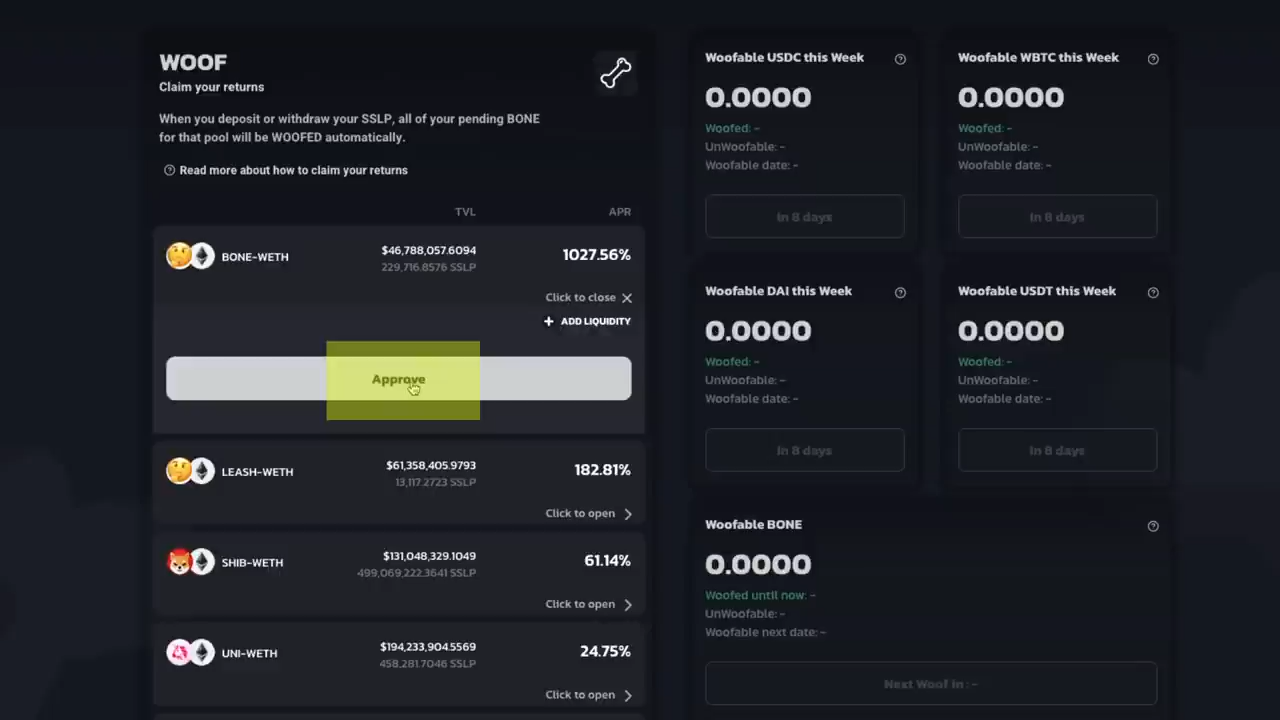 WOOF
Claim your returns
When you deposit or withdraw your SSLP, all of your pending BONE
for that pool will be WOOFED automatically.
Read more about how to claim your returns
TVL APR
BONE-WETH $46,788,057.6094 1027.56%
229,716.8576 SSLP
Click to close
+ ADD LIQUIDITY
Approve
LEASH-WETH $61,358,405.9793 182.81%
13,117.2723 SSLP
Click to open
SHIB-WETH $131,048,329.1049 61.14%
499,069,222.3641 SSLP
Click to open
UNI-WETH $194,233,904.5569 24.75%
458,281.7046 SSLP
Click to open
Woofable USDC this Week
0.0000
Woofed: -
UnWoofable: -
Woofable date: -
In 8 days
Woofable WBTC this Week
0.0000
Woofed: -
UnWoofable: -
Woofable date: -
In 8 days
Woofable DAI this Week
0.0000
Woofed: -
UnWoofable: -
Woofable date: -
In 8 days
Woofable USDT this Week
0.0000
Woofed: -
UnWoofable: -
Woofable date: -
In 8 days
Woofable BONE
0.0000
Woofed until now: -
UnWoofable: -
Woofable next date: -
Next Woof in : -